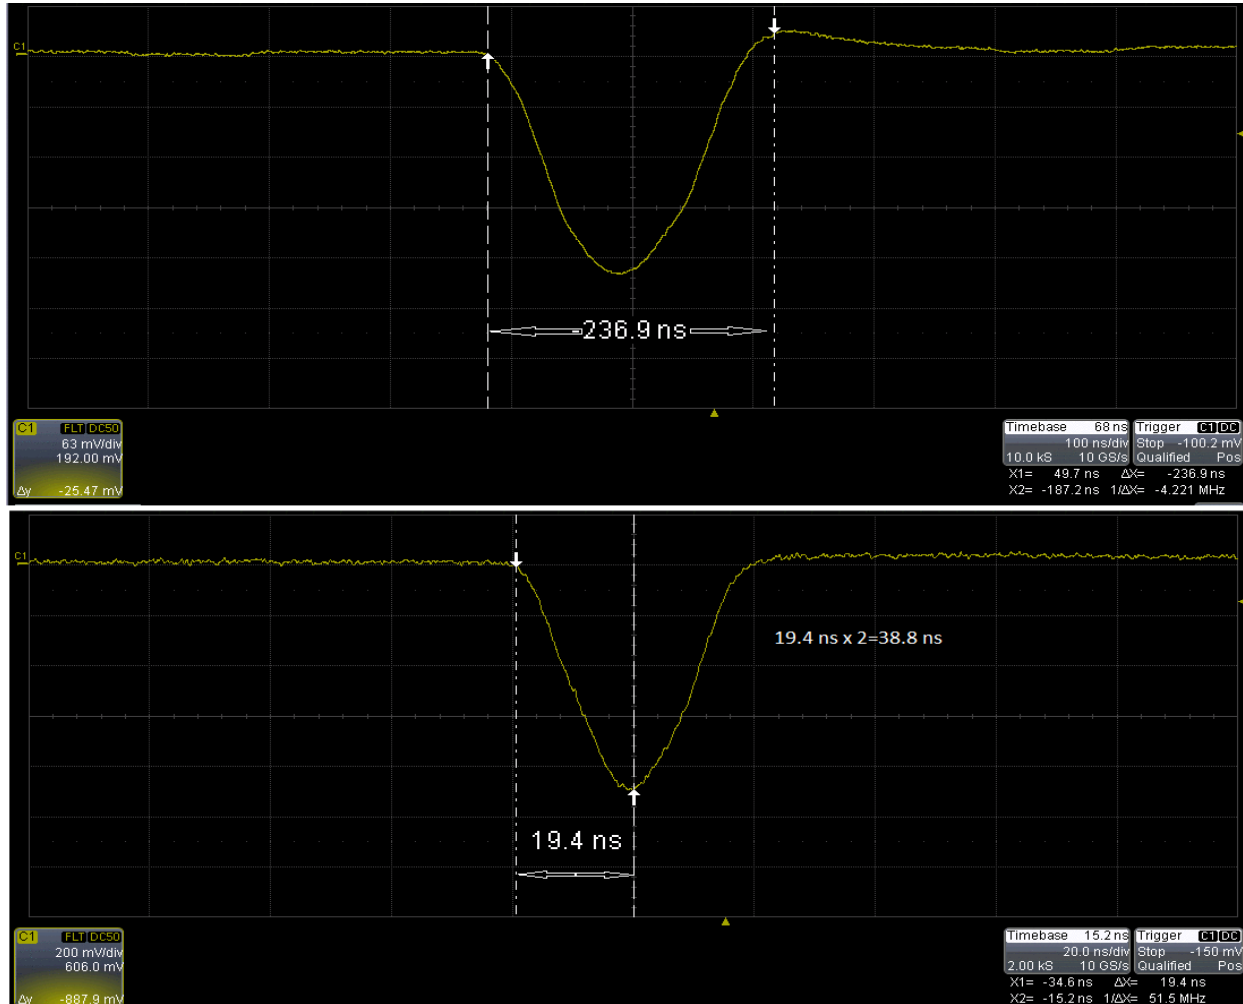 C1
-236.9 ns
C1 FLT DC50
63 mV/div
192.00 mV
Δy -25.47 mV
Timebase 68 ns
100 ns/div
10.0 kS 10 GS/s
Trigger C1 DC
Stop -100.2 mV
Qualified Pos
X1= 49.7 ns ΔX= -236.9 ns
X2= -187.2 ns 1/ΔX= -4.221 MHz
C1
19.4 ns x 2=38.8 ns
19.4 ns
C1 FLT DC50
200 mV/div
606.0 mV
Δy -887.9 mV
Timebase 15.2 ns
20.0 ns/div
2.00 kS 10 GS/s
Trigger C1 DC
Stop -150 mV
Qualified Pos
X1= -34.6 ns ΔX= 19.4 ns
X2= -15.2 ns 1/ΔX= 51.5 MHz